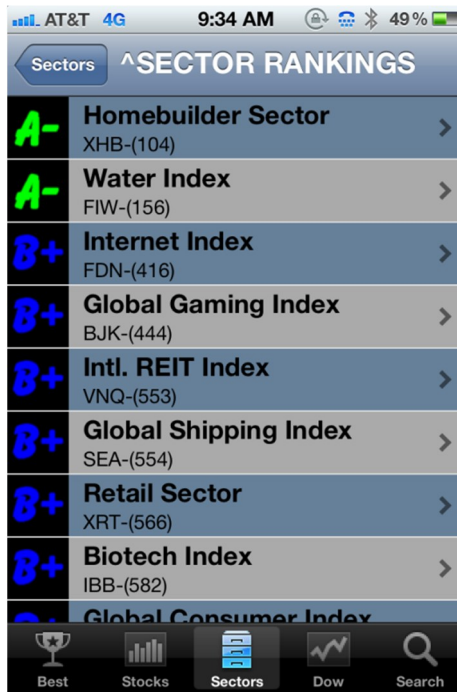 AT&T 4G 9:34 AM 49%
Sectors ^SECTOR RANKINGS
A-
Homebuilder Sector
XHB-(104)
A-
Water Index
FIW-(156)
B+
Internet Index
FDN-(416)
B+
Global Gaming Index
BJK-(444)
B+
Intl. REIT Index
VNQ-(553)
B+
Global Shipping Index
SEA-(554)
B+
Retail Sector
XRT-(566)
B+
Biotech Index
IBB-(582)
B+
Global Consumer Index
Best Stocks Sectors Dow Search